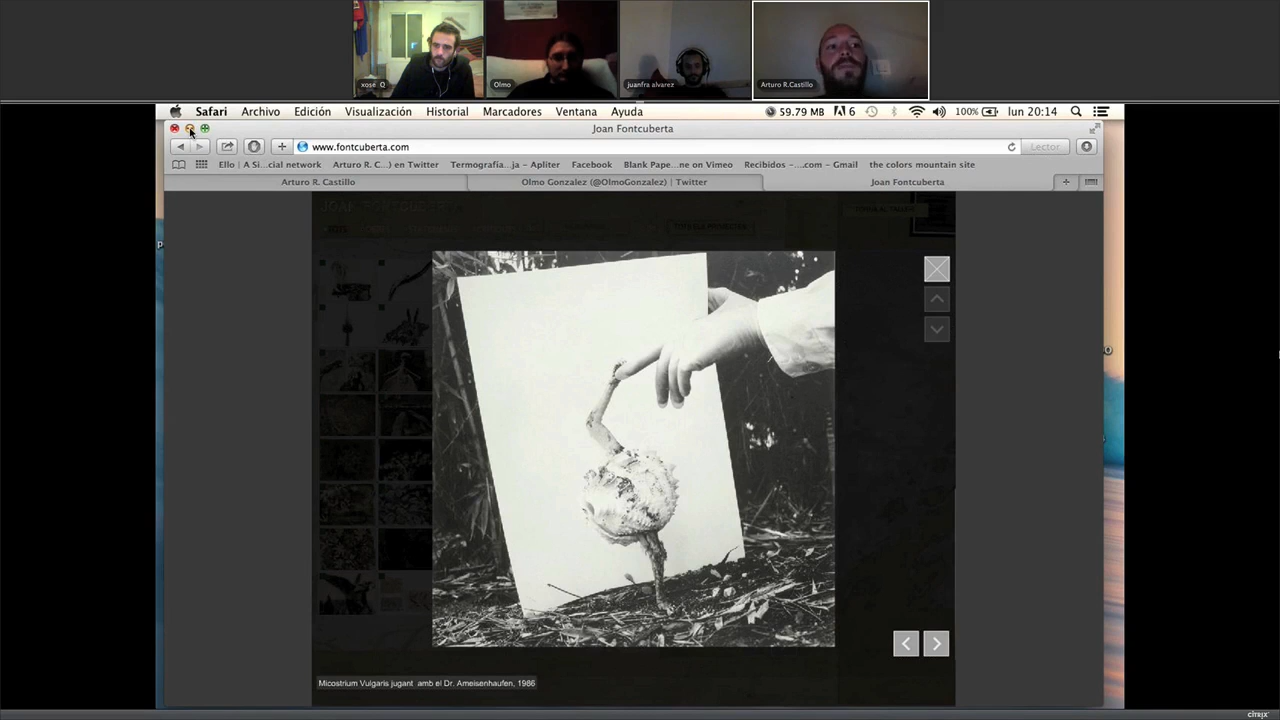 xose Q
Olmo
juanfra alvarez
Arturo R.Castillo
Safari Archivo Edición Visualización Historial Marcadores Ventana Ayuda 59.79 MB 6 100% lun 20:14
Joan Fontcuberta
www.fontcuberta.com Lector
Ello | A Si...cial network Arturo R. C...) en Twitter Termografía...ja - Apliter Facebook Blank Pape...ne on Vimeo Recibidos -....com - Gmail the colors mountain site
Arturo R. Castillo Olmo Gonzalez (@OlmoGonzalez) | Twitter Joan Fontcuberta
JOAN FONTCUBERTA
Micostrium Vulgaris jugant amb el Dr. Ameisenhaufen, 1986
CITRIX